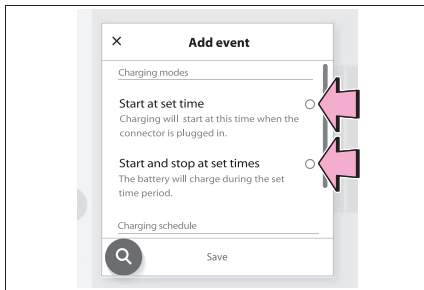 Add event
Charging modes
Start at set time
Charging will start at this time when the
connector is plugged in.
Start and stop at set times
The battery will charge during the set
time period.
Charging schedule
Save